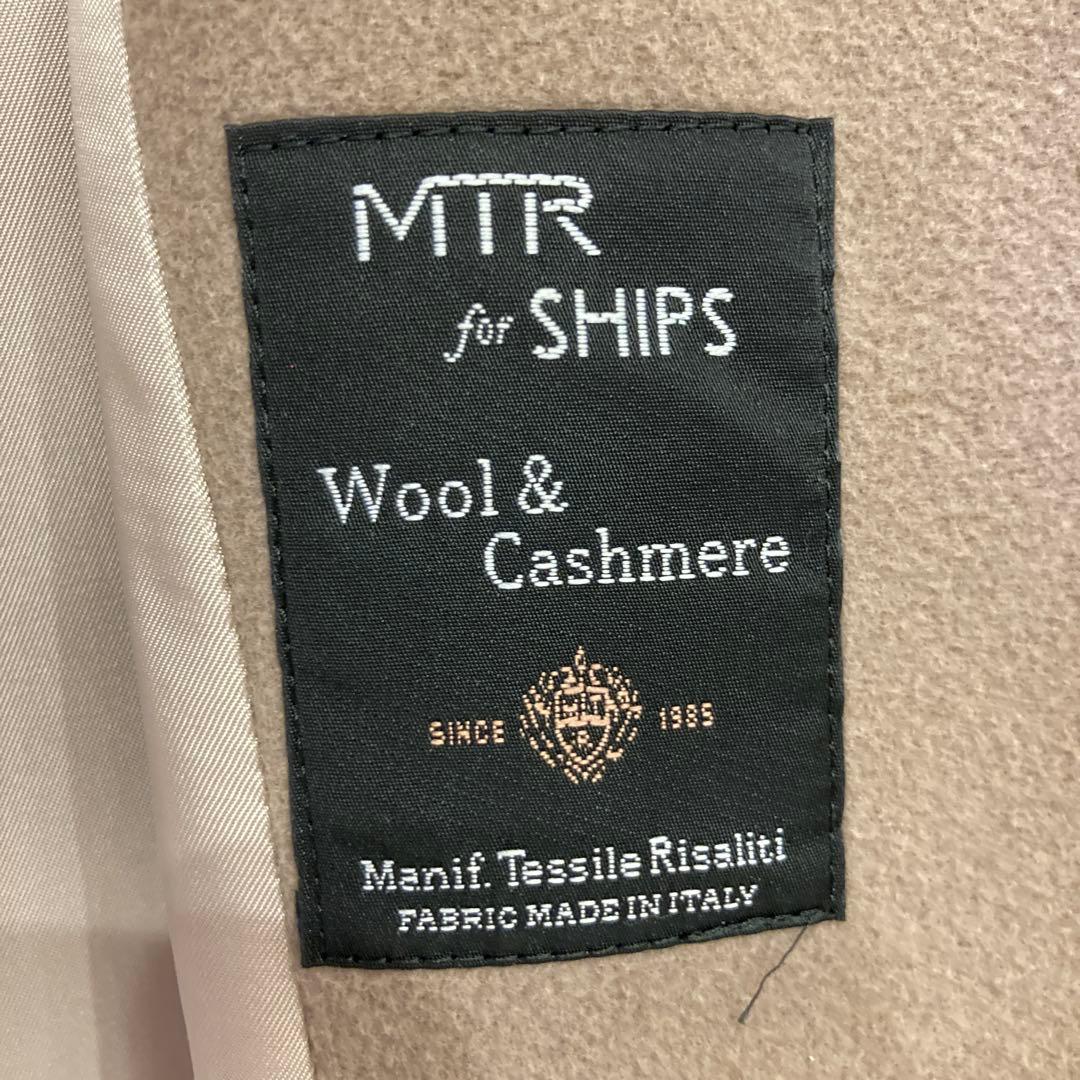 MTR
for SHIPS
Wool &
Cashmere
SINCE 1985
Manif. Tessile Risaliti
FABRIC MADE IN ITALY